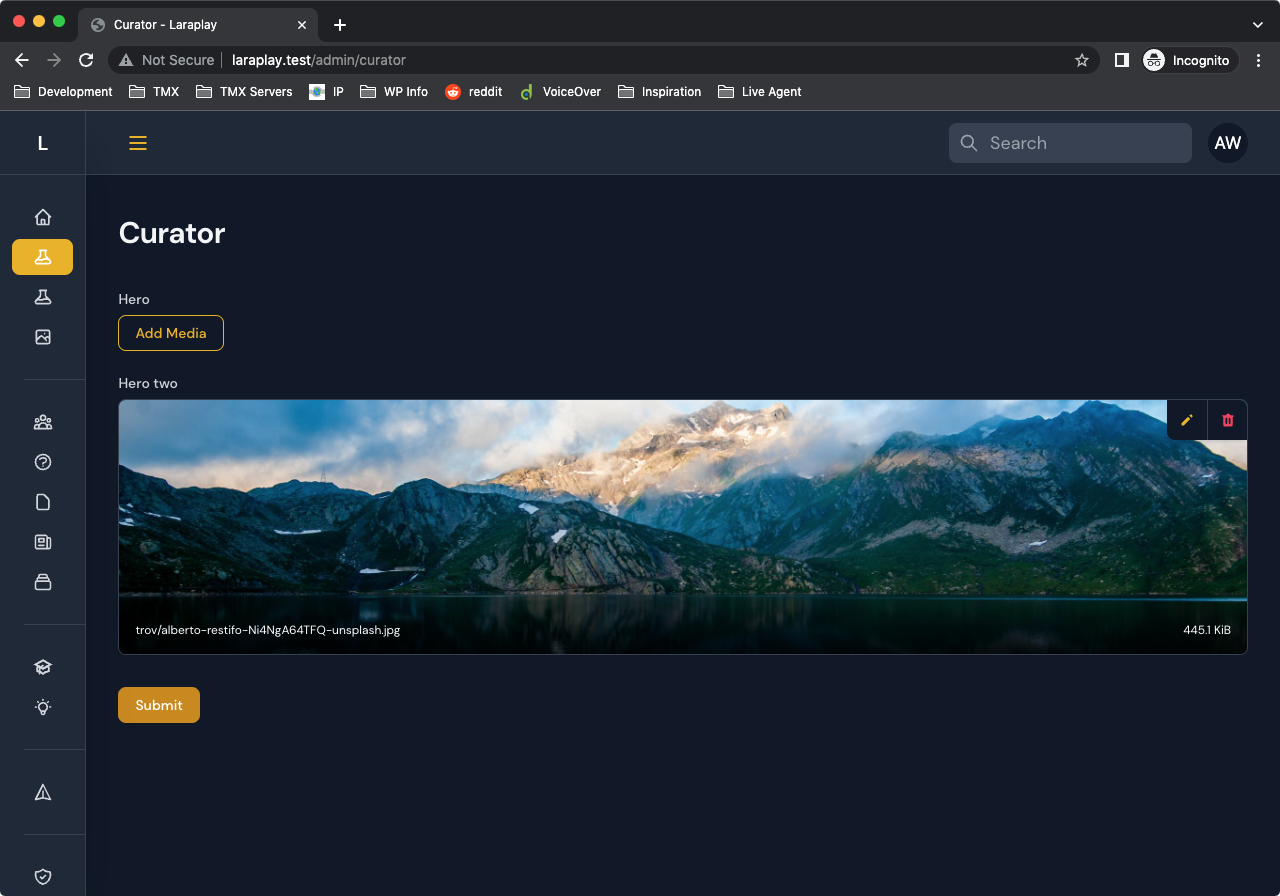 Curator - Laraplay
Not Secure laraplay.test/admin/curator Incognito
Development TMX TMX Servers IP WP Info reddit VoiceOver Inspiration Live Agent
L Search AW
Curator
Hero
Add Media
Hero two
trov/alberto-restifo-Ni4NgA64TFQ-unsplash.jpg 445.1 KiB
Submit